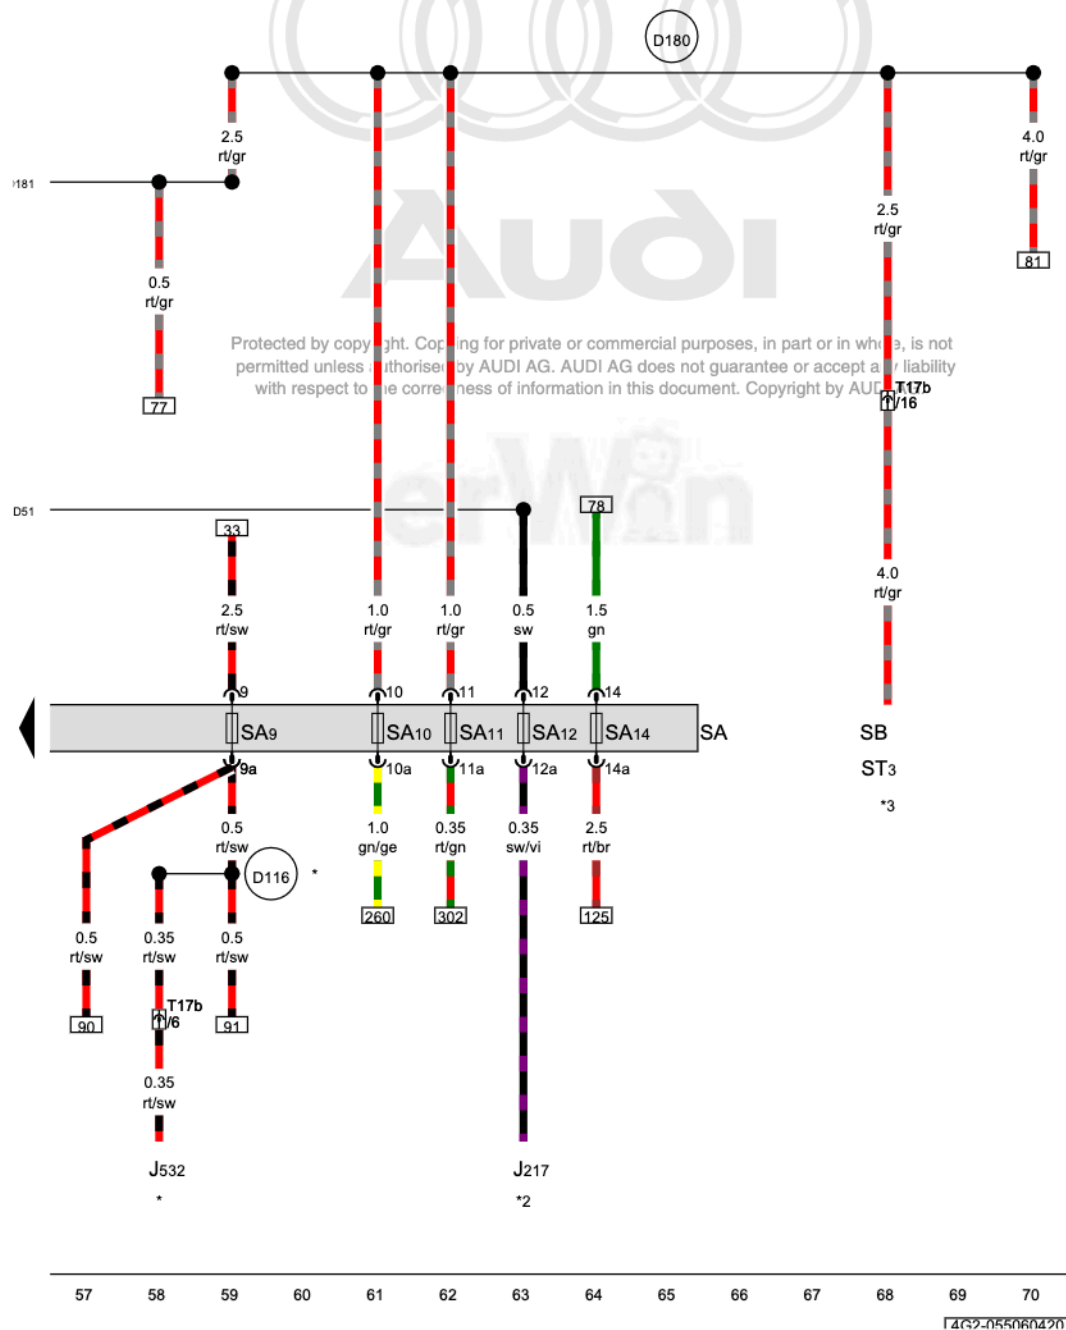 D180
2.5
rt/gr
4.0
rt/gr
181
2.5
rt/gr
Audi
81
0.5
rt/gr
Protected by copyright. Copying for private or commercial purposes, in part or in whole, is not
permitted unless authorised by AUDI AG. AUDI AG does not guarantee or accept any liability
with respect to the correctness of information in this document. Copyright by AUDI AG.
T17b
/16
77
erWin
D51
33
78
4.0
rt/gr
2.5
rt/sw
1.0
rt/gr
1.0
rt/gr
0.5
sw
1.5
gn
9
10
11
12
14
SA9
SA10
SA11
SA12
SA14
SA
SB
ST3
*3
9a
10a
11a
12a
14a
0.5
rt/sw
1.0
gn/ge
0.35
rt/gn
0.35
sw/vi
2.5
rt/br
D116
*
260
302
125
0.5
rt/sw
0.35
rt/sw
0.5
rt/sw
T17b
/6
90
91
0.35
rt/sw
J532
*
J217
*2
57 58 59 60 61 62 63 64 65 66 67 68 69 70
4G2-055060420